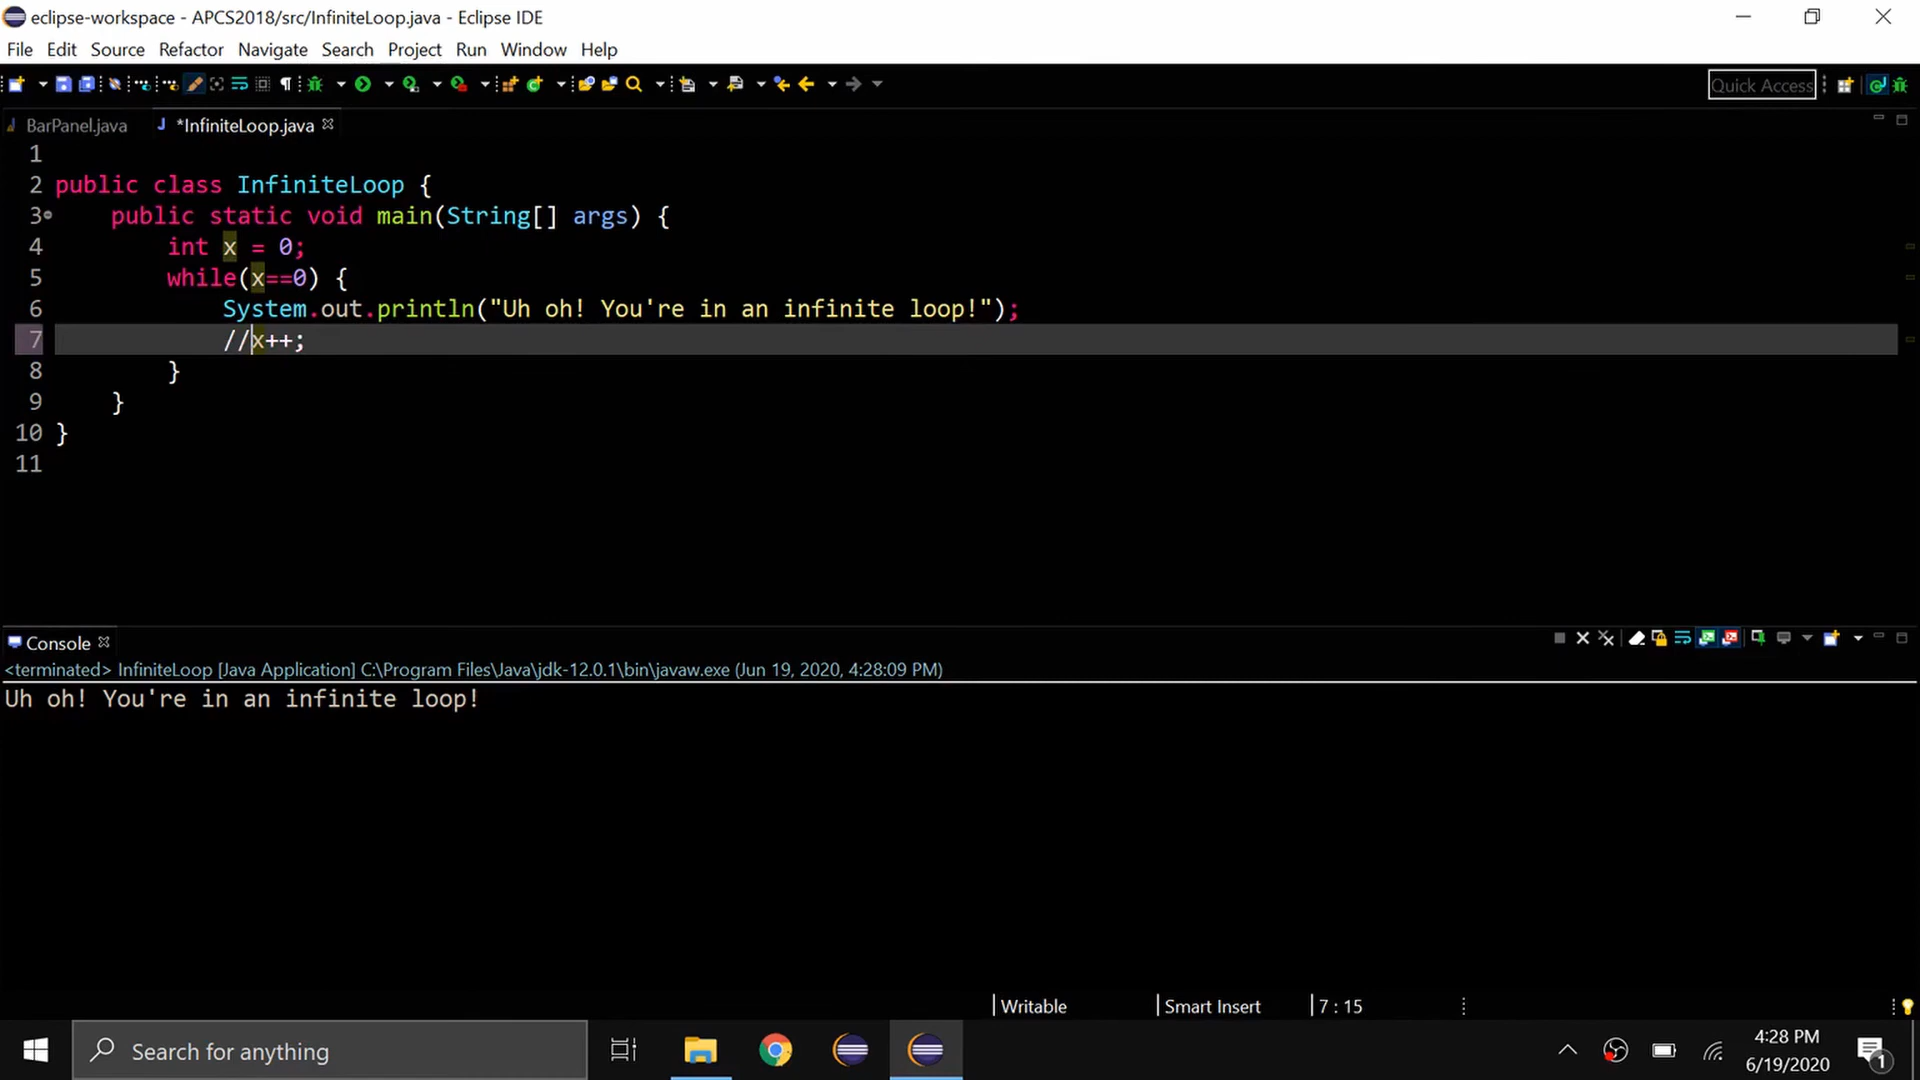 eclipse-workspace - APCS2018/src/InfiniteLoop.java - Eclipse IDE
File Edit Source Refactor Navigate Search Project Run Window Help
Quick Access
BarPanel.java *InfiniteLoop.java
1
2 public class InfiniteLoop {
3 public static void main(String[] args) {
4 int x = 0;
5 while(x==0) {
6 System.out.println("Uh oh! You're in an infinite loop!");
7 //x++;
8 }
9 }
10 }
11
Console
<terminated> InfiniteLoop [Java Application] C:\Program Files\Java\jdk-12.0.1\bin\javaw.exe (Jun 19, 2020, 4:28:09 PM)
Uh oh! You're in an infinite loop!
Writable Smart Insert 7 : 15
Search for anything
4:28 PM
6/19/2020
1